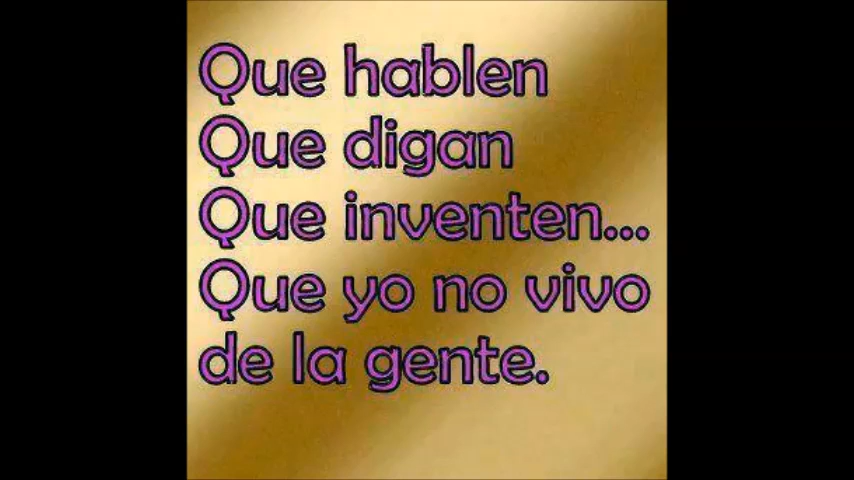 Que hablen
Que digan
Que inventen...
Que yo no vivo
de la gente.